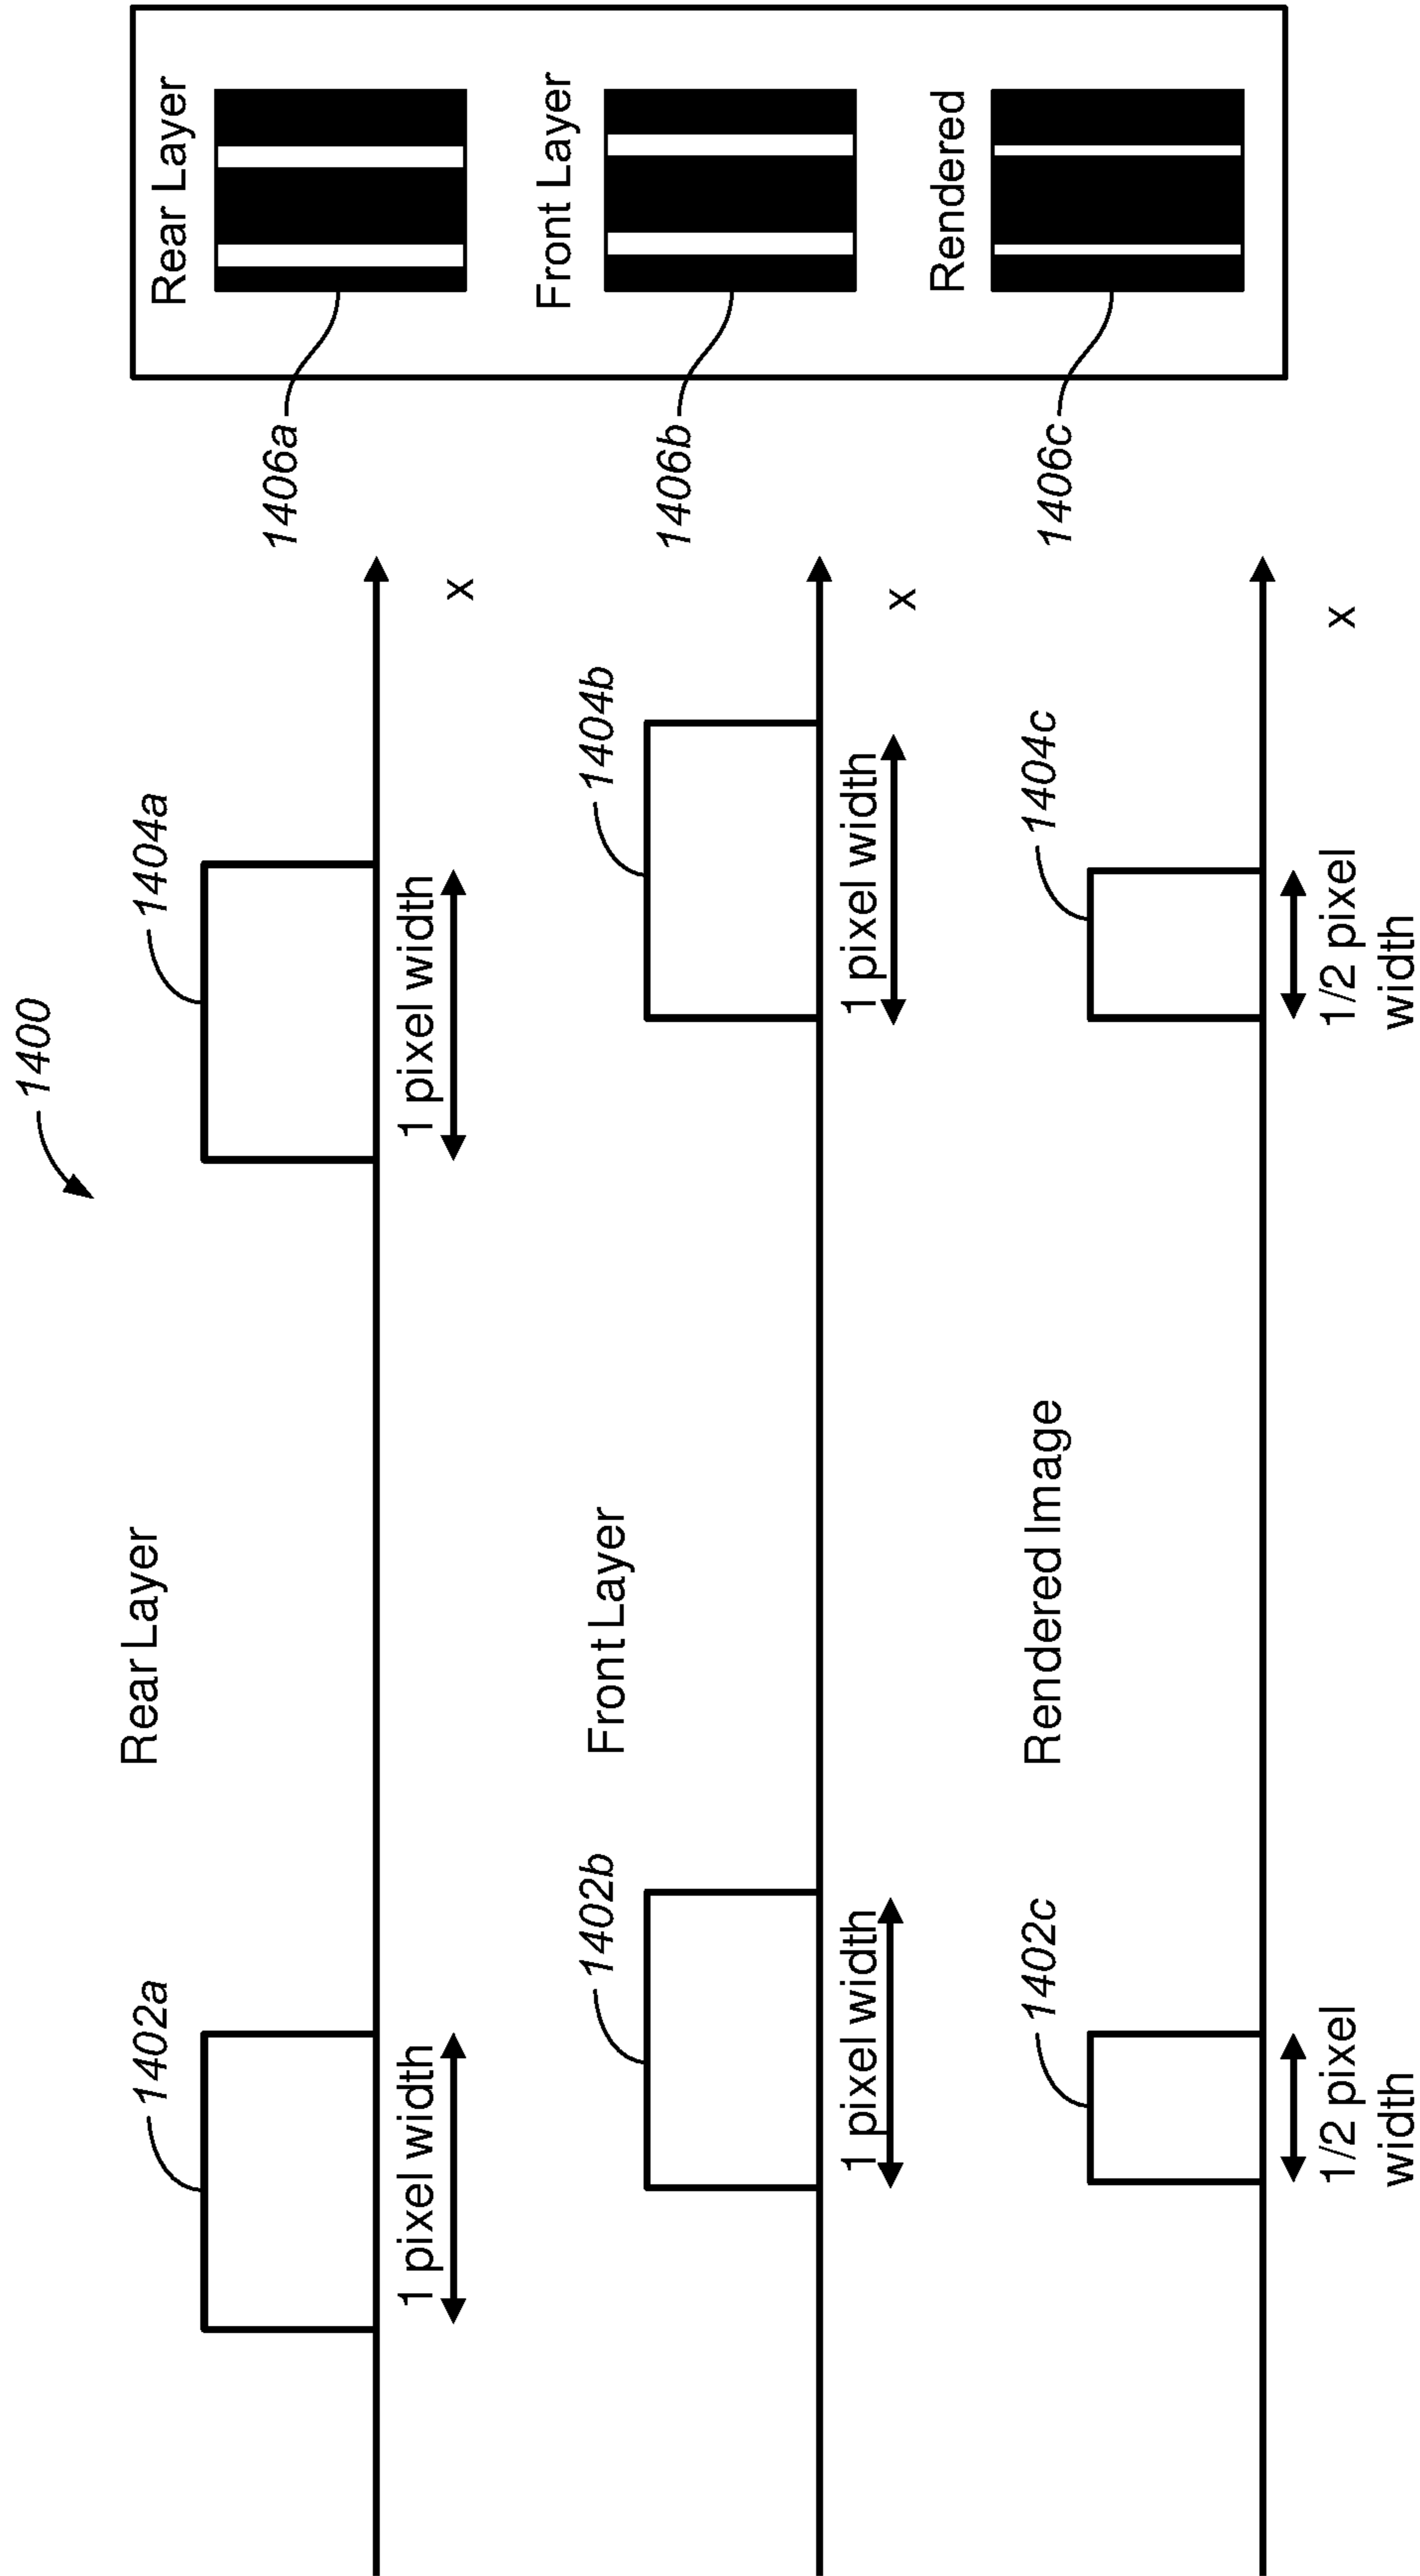 1400
Rear Layer
1402a
1404a
1 pixel width
1 pixel width
x
Front Layer
1402b
1404b
1 pixel width
1 pixel width
x
Rendered Image
1402c
1404c
1/2 pixel
width
1/2 pixel
width
x
Rear Layer
1406a
Front Layer
1406b
Rendered
1406c